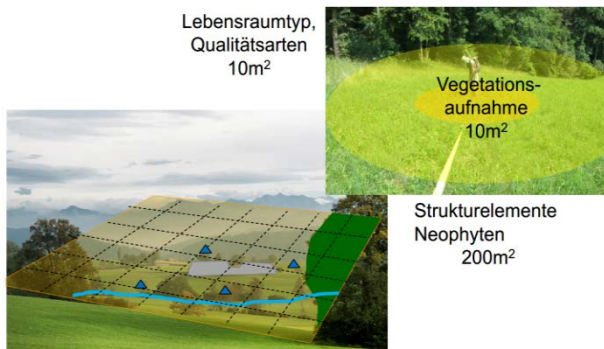 Lebensraumtyp,
Qualitätsarten
10m²
Vegetations-
aufnahme
10m²
Strukturelemente
Neophyten
200m²